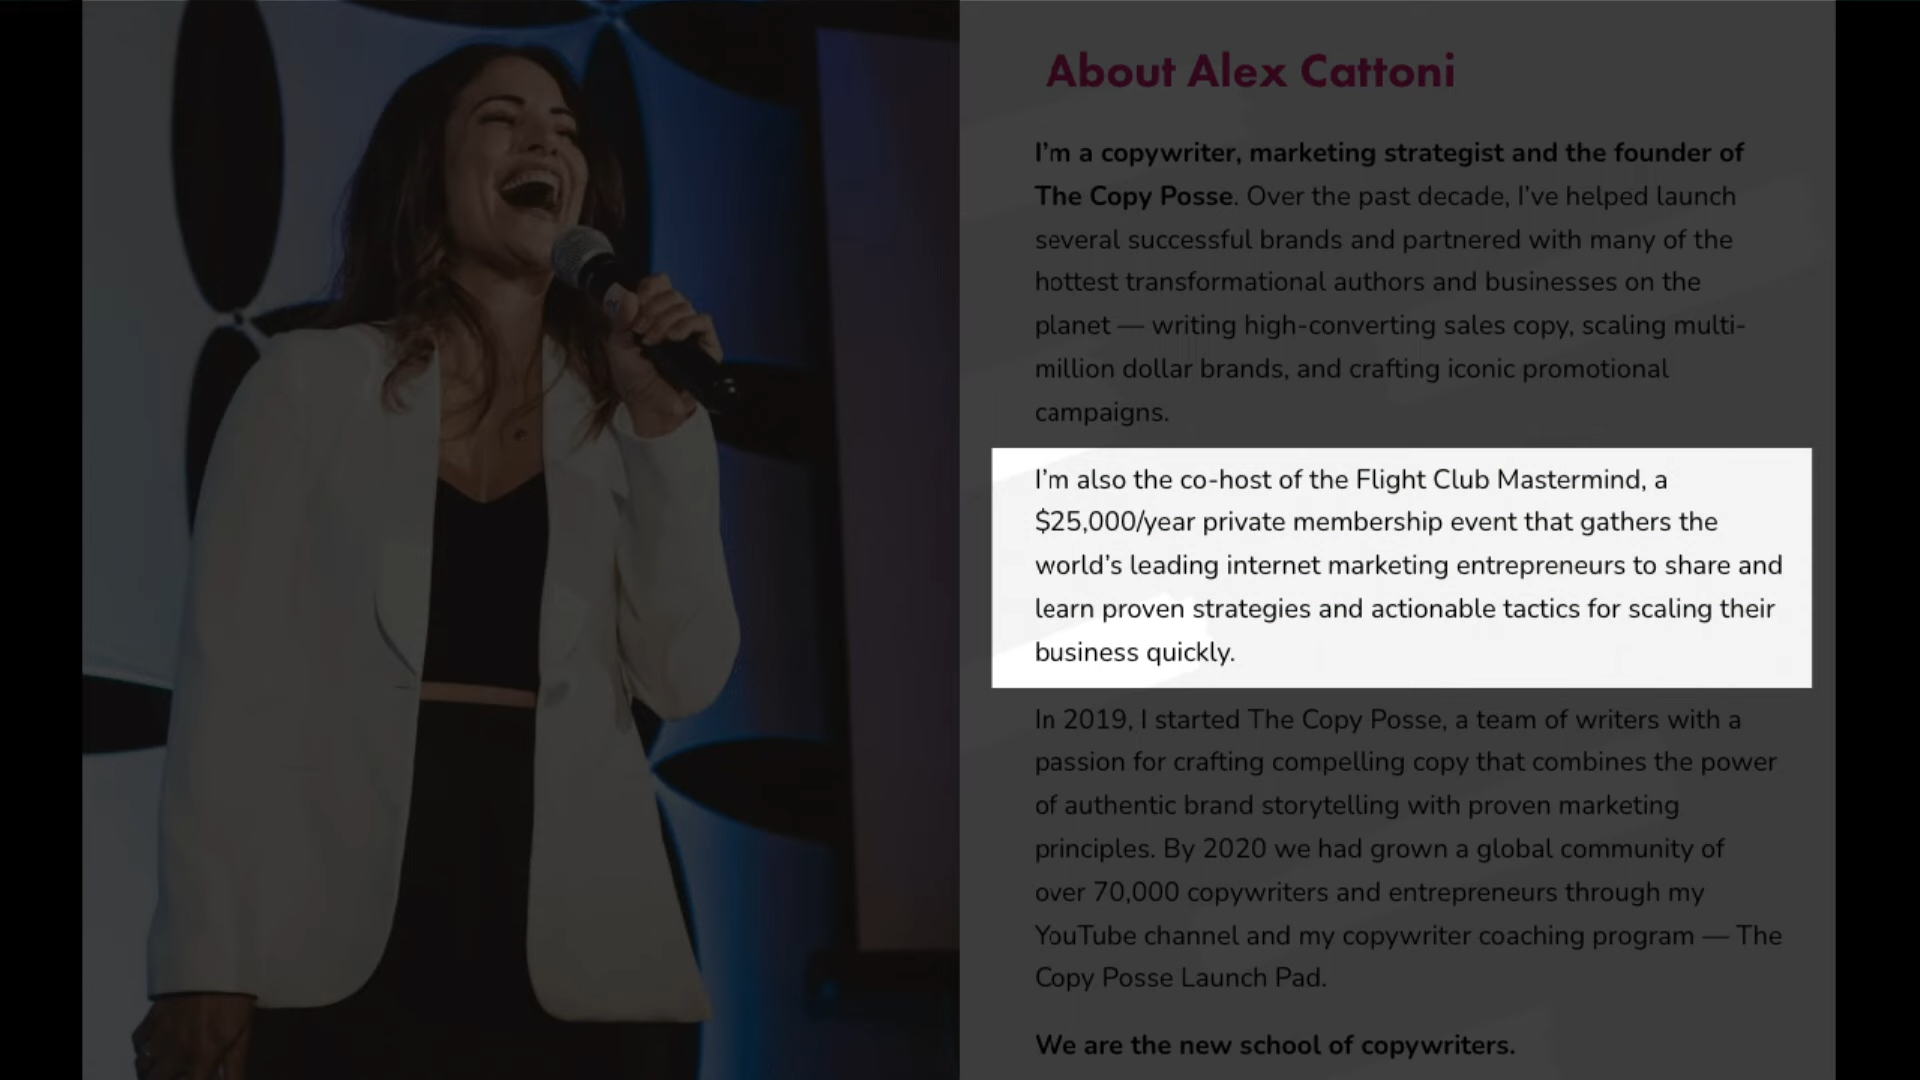 About Alex Cattoni
I’m a copywriter, marketing strategist and the founder of
The Copy Posse. Over the past decade, I’ve helped launch
several successful brands and partnered with many of the
hottest transformational authors and businesses on the
planet — writing high-converting sales copy, scaling multi-
million dollar brands, and crafting iconic promotional
campaigns.
I’m also the co-host of the Flight Club Mastermind, a
$25,000/year private membership event that gathers the
world’s leading internet marketing entrepreneurs to share and
learn proven strategies and actionable tactics for scaling their
business quickly.
In 2019, I started The Copy Posse, a team of writers with a
passion for crafting compelling copy that combines the power
of authentic brand storytelling with proven marketing
principles. By 2020 we had grown a global community of
over 70,000 copywriters and entrepreneurs through my
YouTube channel and my copywriter coaching program — The
Copy Posse Launch Pad.
We are the new school of copywriters.